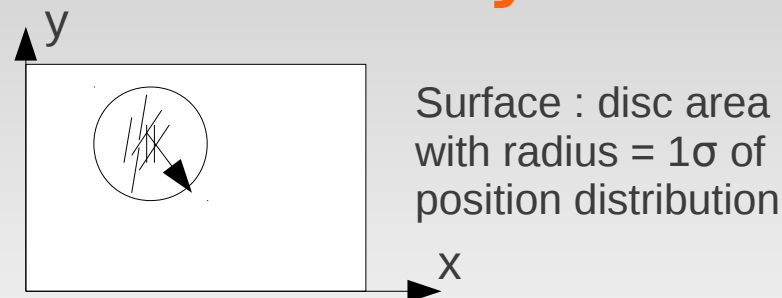 y
Surface : disc area
with radius = 1σ of
position distribution
x